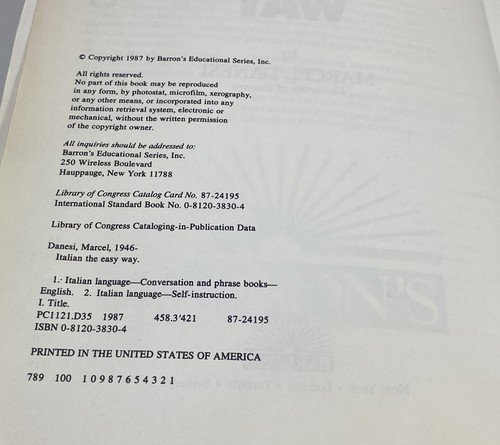 © Copyright 1987 by Barron's Educational Series, Inc.
All rights reserved.
No part of this book may be reproduced
in any form, by photostat, microfilm, xerography,
or any other means, or incorporated into any
information retrieval system, electronic or
mechanical, without the written permission
of the copyright owner.
All inquiries should be addressed to:
Barron's Educational Series, Inc.
250 Wireless Boulevard
Hauppauge, New York 11788
Library of Congress Catalog Card No. 87-24195
International Standard Book No. 0-8120-3830-4
Library of Congress Cataloging-in-Publication Data
Danesi, Marcel, 1946-
Italian the easy way.
1. Italian language—Conversation and phrase books—
English. 2. Italian language—Self-instruction.
I. Title.
PC1121.D35 1987 458.3'421 87-24195
ISBN 0-8120-3830-4
PRINTED IN THE UNITED STATES OF AMERICA
789 100 1 0 9 8 7 6 5 4 3 2 1